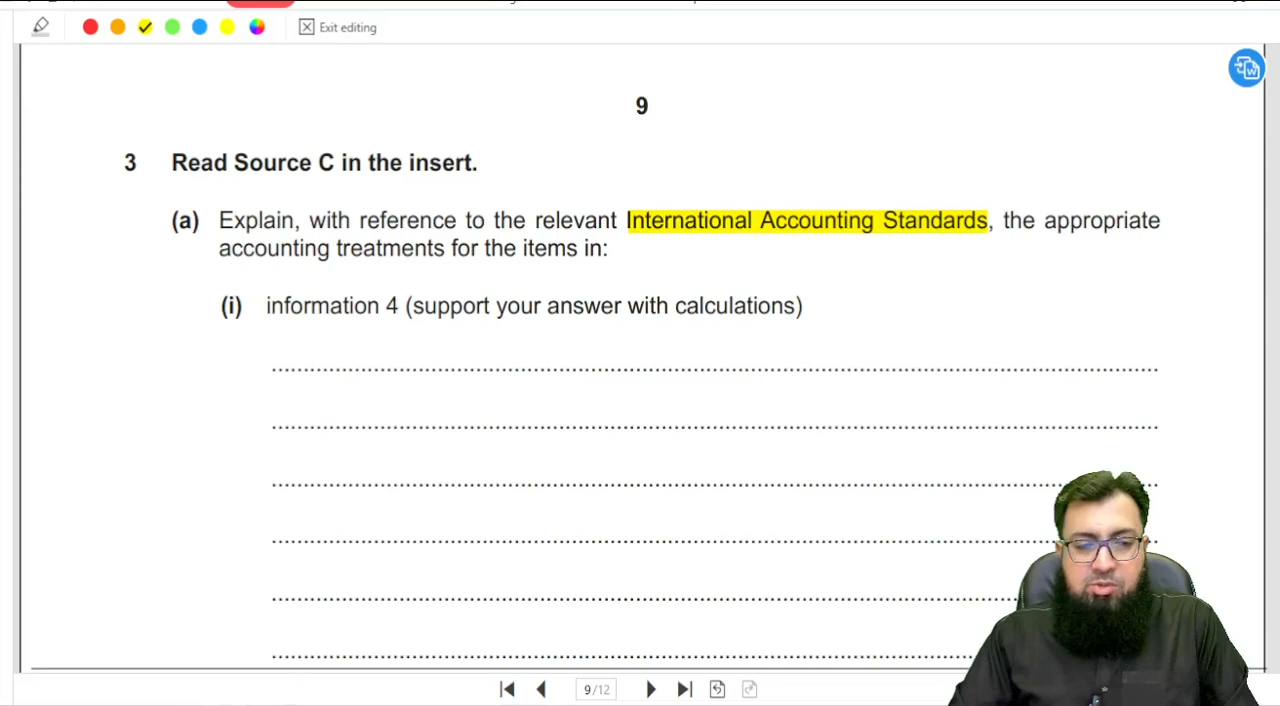 Exit editing
9
3 Read Source C in the insert.
(a) Explain, with reference to the relevant International Accounting Standards, the appropriate
accounting treatments for the items in:
(i) information 4 (support your answer with calculations)
9/12